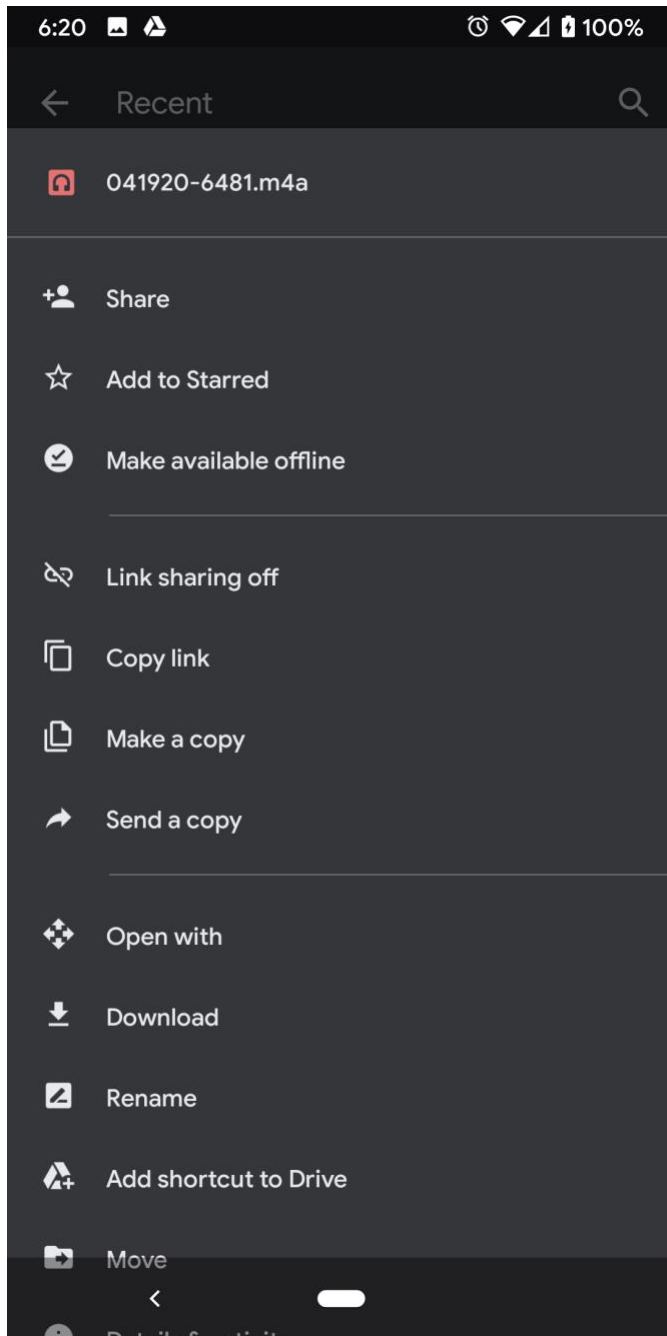 6:20 100%
Recent
041920-6481.m4a
Share
Add to Starred
Make available offline
Link sharing off
Copy link
Make a copy
Send a copy
Open with
Download
Rename
Add shortcut to Drive
Move